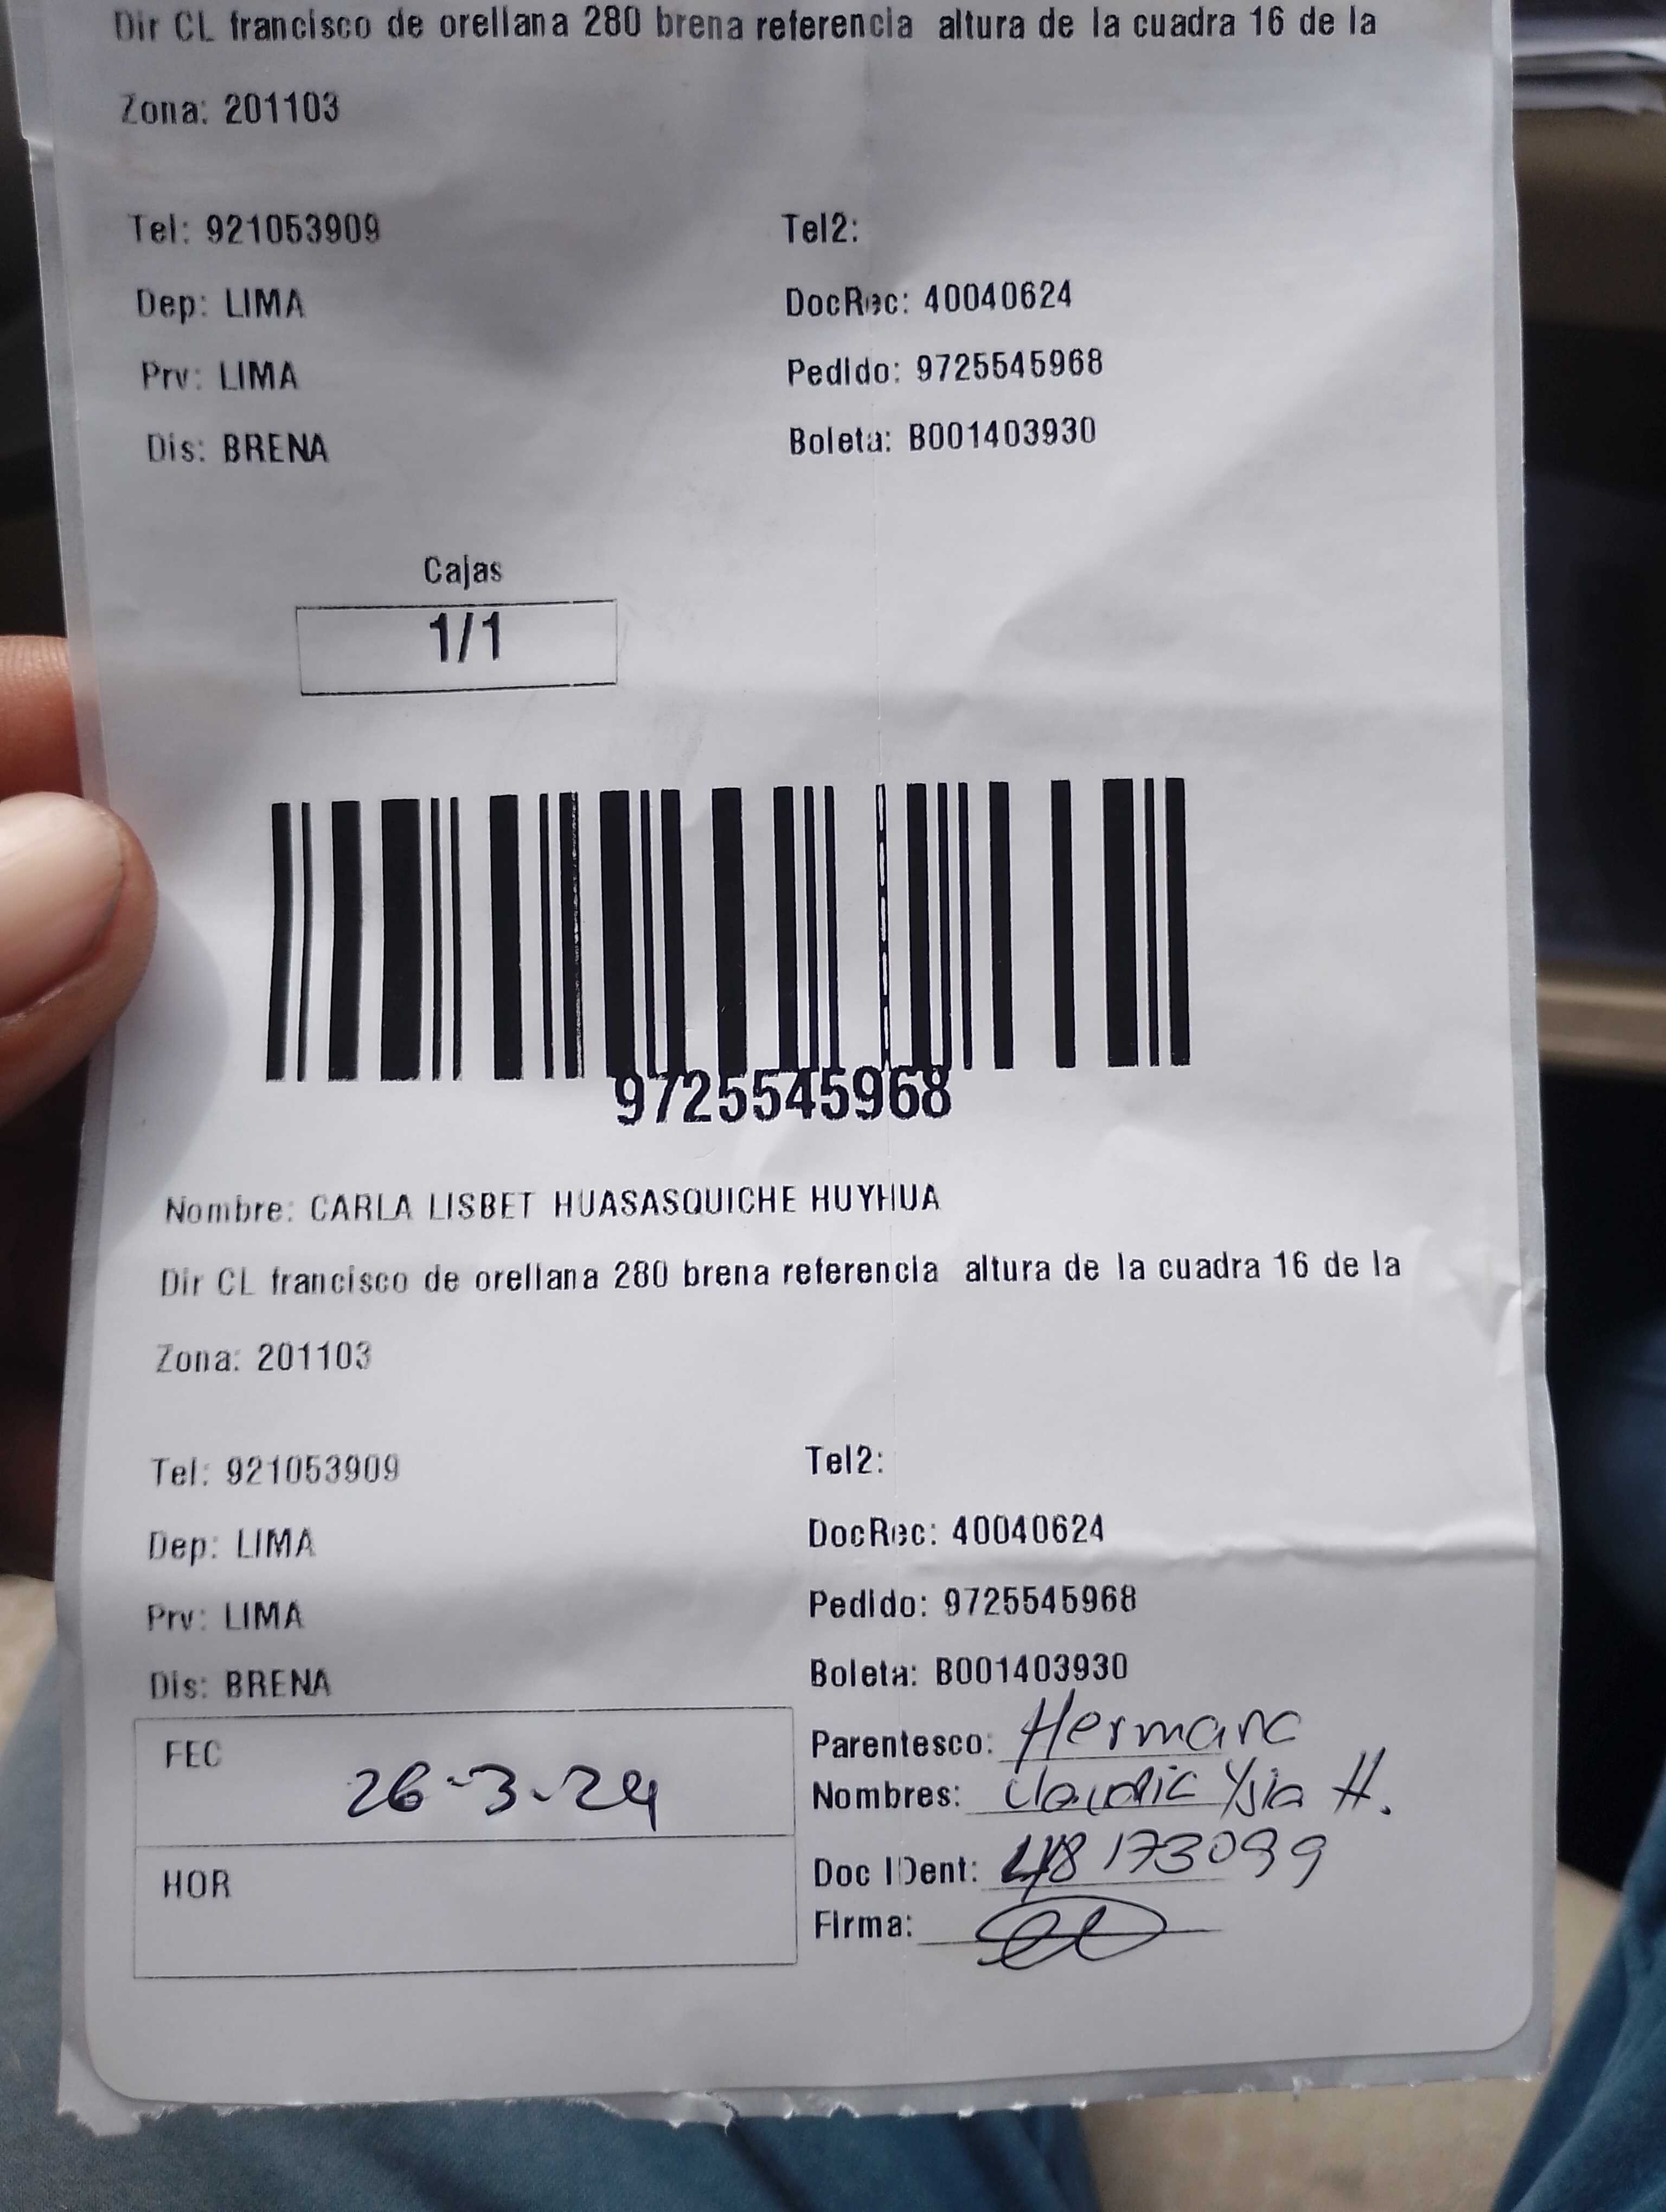 Dir CL francisco de orellana 280 brena referencia altura de la cuadra 16 de la
Zona: 201103
Tel: 921053909 Tel2:
Dep: LIMA DocRec: 40040624
Prv: LIMA Pedido: 9725545968
Dis: BRENA Boleta: B001403930
Cajas
1/1
9725545968
Nombre: CARLA LISBET HUASASQUICHE HUYHUA
Dir CL francisco de orellana 280 brena referencia altura de la cuadra 16 de la
Zona: 201103
Tel: 921053909 Tel2:
Dep: LIMA DocRec: 40040624
Prv: LIMA Pedido: 9725545968
Dis: BRENA Boleta: B001403930
FEC 26-3-24
HOR
Parentesco: Hermana
Nombres: Claudia H.
Doc IDent: 48173099
Firma: